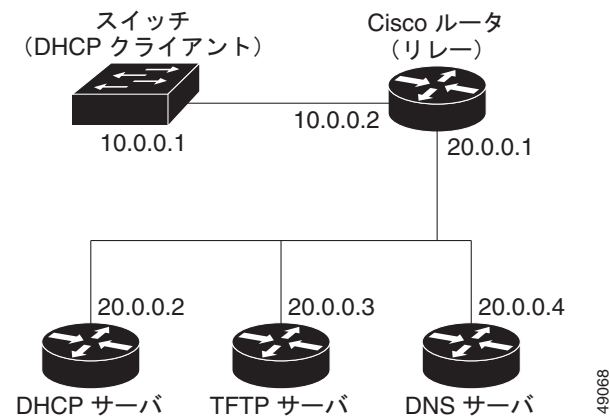 スイッチ
（DHCP クライアント）
Cisco ルータ
（リレー）
10.0.0.1
10.0.0.2
20.0.0.1
20.0.0.2
20.0.0.3
20.0.0.4
DHCP サーバ
TFTP サーバ
DNS サーバ
49068